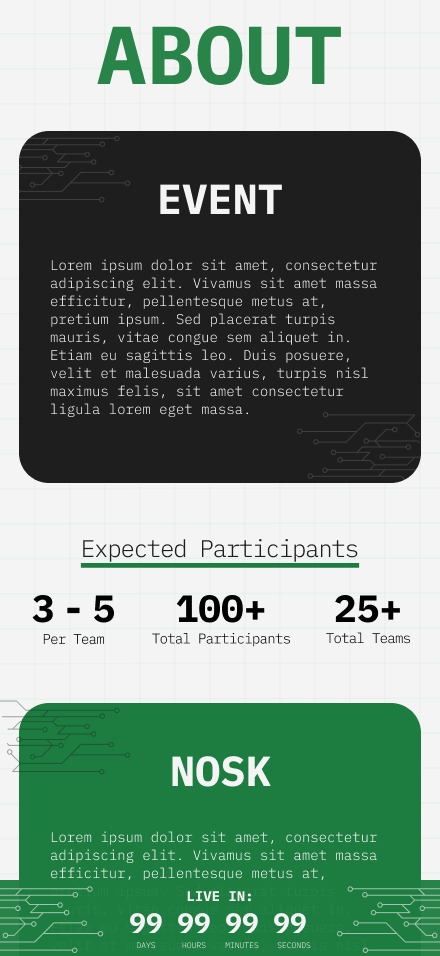 ABOUT
EVENT
Lorem ipsum dolor sit amet, consectetur
adipiscing elit. Vivamus sit amet massa
efficitur, pellentesque metus at,
pretium ipsum. Sed placerat turpis
mauris, vitae congue sem aliquet in.
Etiam eu sagittis leo. Duis posuere,
velit et malesuada varius, turpis nisl
maximus felis, sit amet consectetur
ligula lorem eget massa.
Expected Participants
3 - 5 100+ 25+
Per Team Total Participants Total Teams
NOSK
Lorem ipsum dolor sit amet, consectetur
adipiscing elit. Vivamus sit amet massa
efficitur, pellentesque metus at,
LIVE IN:
99 99 99 99
DAYS HOURS MINUTES SECONDS